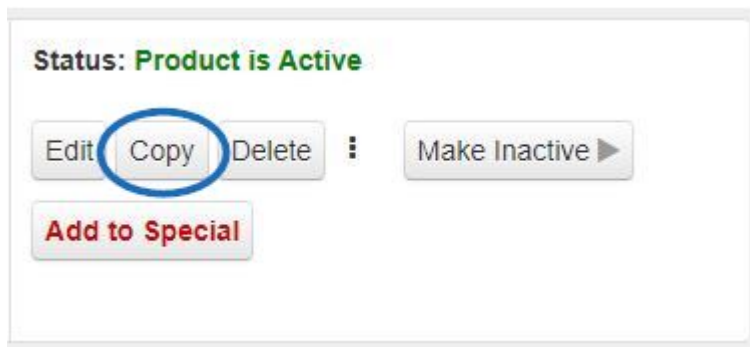 Status: Product is Active
Edit Copy Delete Make Inactive
Add to Special